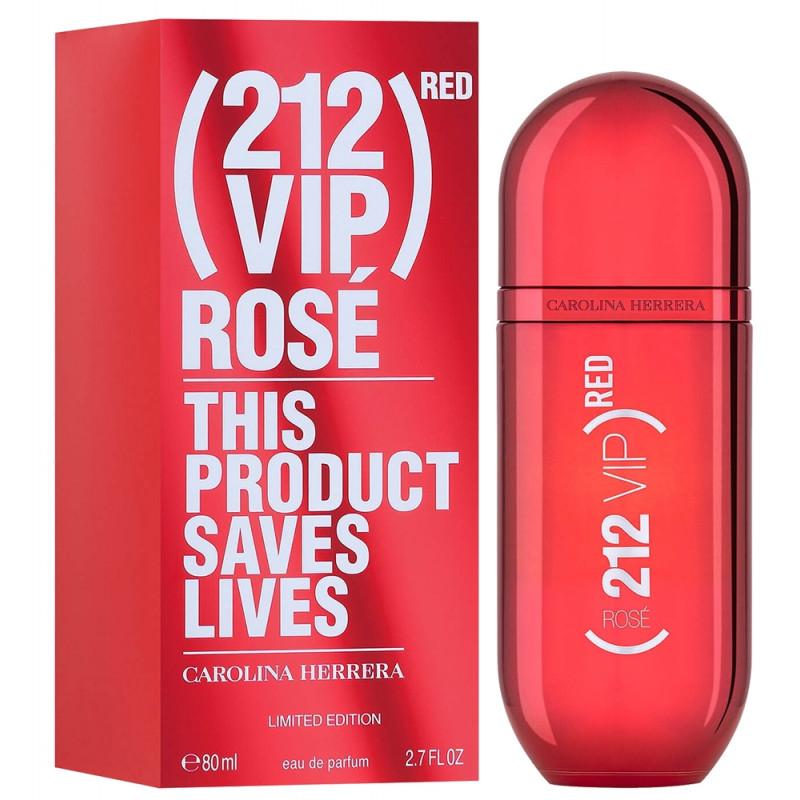 (212 VIP) RED
ROSÉ
THIS
PRODUCT
SAVES
LIVES
CAROLINA HERRERA
LIMITED EDITION
℮80 ml eau de parfum 2.7 FL OZ
CAROLINA HERRERA
(212 VIP) RED
ROSÉ